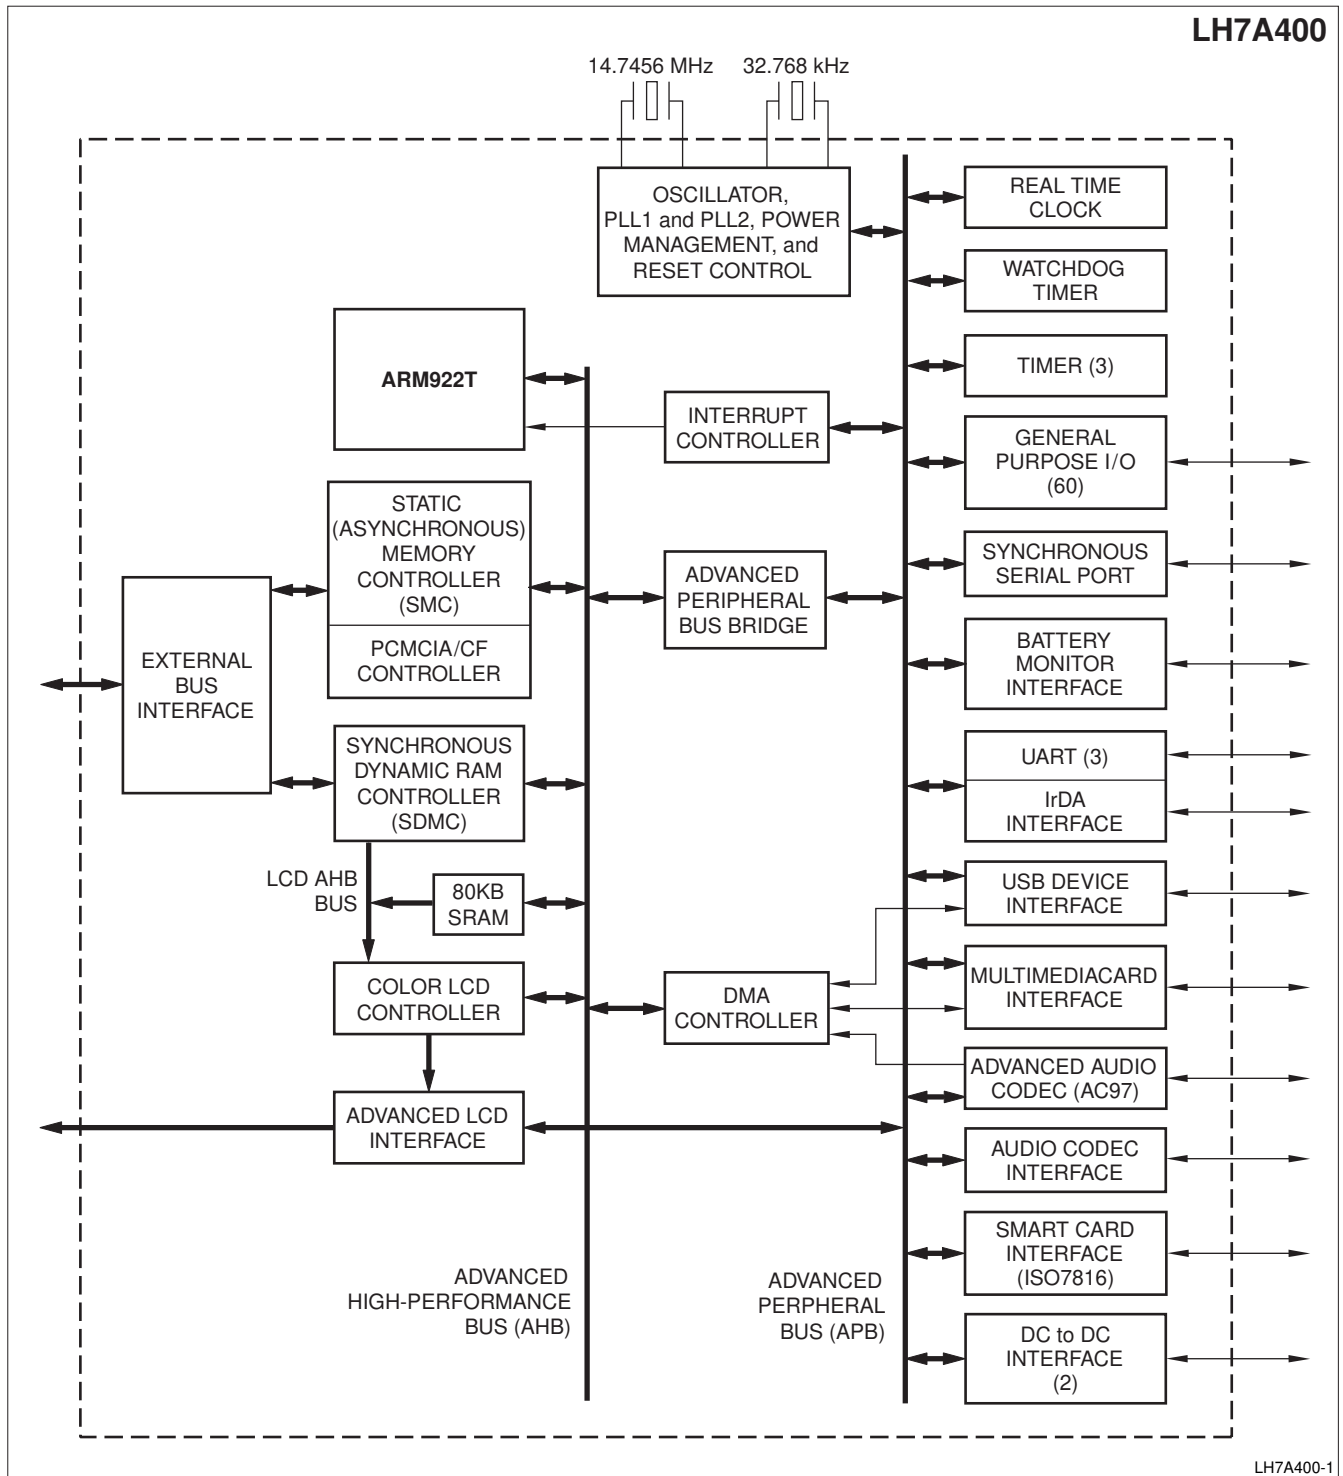 LH7A400
14.7456 MHz
32.768 kHz
OSCILLATOR,
PLL1 and PLL2, POWER
MANAGEMENT, and
RESET CONTROL
REAL TIME
CLOCK
WATCHDOG
TIMER
ARM922T
TIMER (3)
INTERRUPT
CONTROLLER
GENERAL
PURPOSE I/O
(60)
STATIC
(ASYNCHRONOUS)
MEMORY
CONTROLLER
(SMC)
PCMCIA/CF
CONTROLLER
ADVANCED
PERIPHERAL
BUS BRIDGE
SYNCHRONOUS
SERIAL PORT
EXTERNAL
BUS
INTERFACE
BATTERY
MONITOR
INTERFACE
SYNCHRONOUS
DYNAMIC RAM
CONTROLLER
(SDMC)
UART (3)
IrDA
INTERFACE
LCD AHB
BUS
80KB
SRAM
USB DEVICE
INTERFACE
COLOR LCD
CONTROLLER
DMA
CONTROLLER
MULTIMEDIACARD
INTERFACE
ADVANCED AUDIO
CODEC (AC97)
ADVANCED LCD
INTERFACE
AUDIO CODEC
INTERFACE
SMART CARD
INTERFACE
(ISO7816)
ADVANCED
HIGH-PERFORMANCE
BUS (AHB)
ADVANCED
PERPHERAL
BUS (APB)
DC to DC
INTERFACE
(2)
LH7A400-1